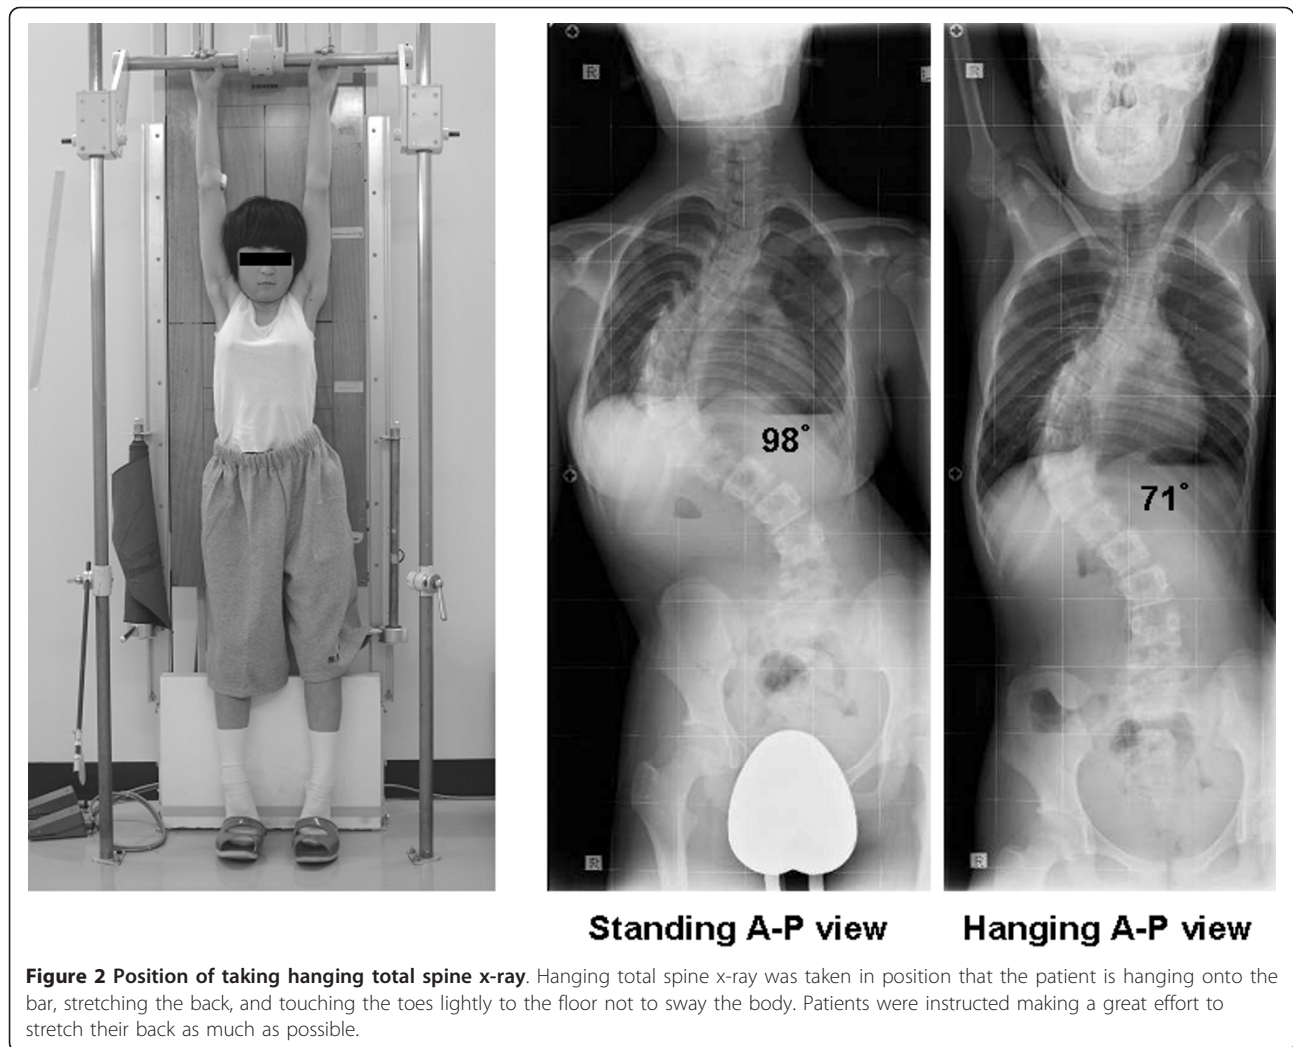 SIEMENS
R
R
98°
71°
R
R
Standing A-P view
Hanging A-P view
Figure 2 Position of taking hanging total spine x-ray. Hanging total spine x-ray was taken in position that the patient is hanging onto the
bar, stretching the back, and touching the toes lightly to the floor not to sway the body. Patients were instructed making a great effort to
stretch their back as much as possible.